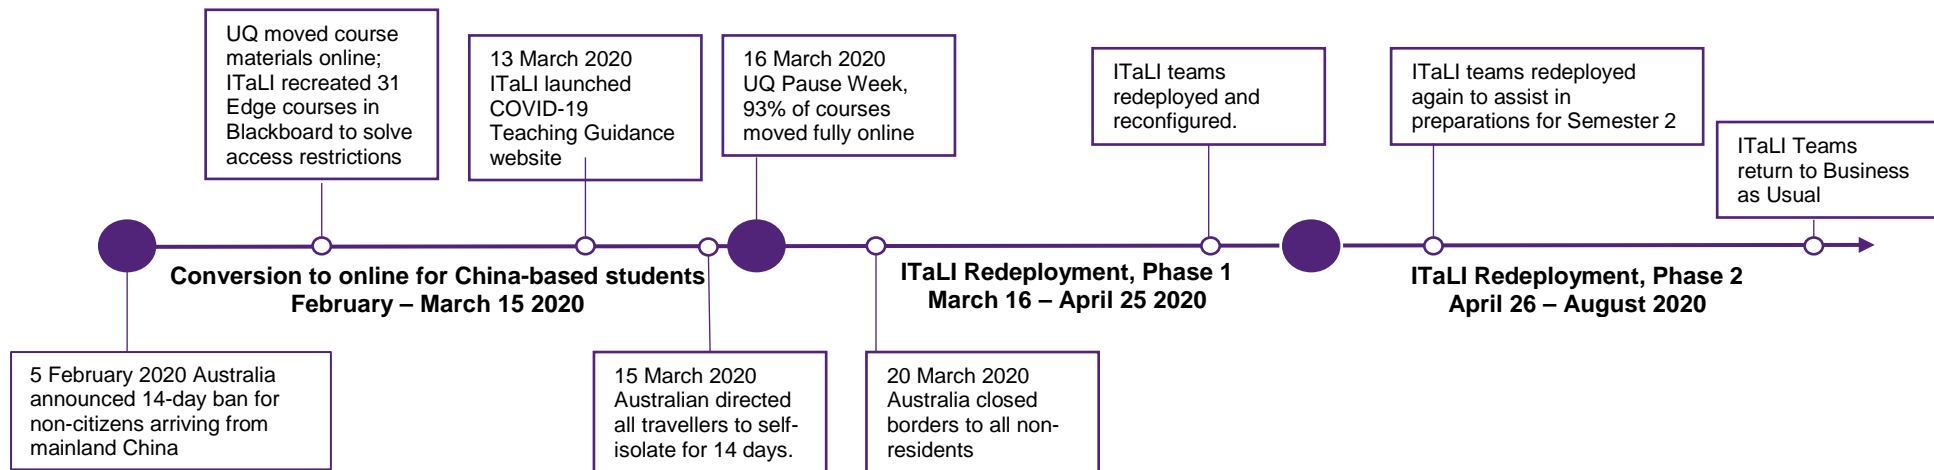 UQ moved course
materials online;
ITaLI recreated 31
Edge courses in
Blackboard to solve
access restrictions
13 March 2020
ITaLI launched
COVID-19
Teaching Guidance
website
16 March 2020
UQ Pause Week,
93% of courses
moved fully online
ITaLI teams
redeployed and
reconfigured.
ITaLI teams redeployed
again to assist in
preparations for Semester 2
ITaLI Teams
return to Business
as Usual
Conversion to online for China-based students
February – March 15 2020
ITaLI Redeployment, Phase 1
March 16 – April 25 2020
ITaLI Redeployment, Phase 2
April 26 – August 2020
5 February 2020 Australia
announced 14-day ban for
non-citizens arriving from
mainland China
15 March 2020
Australian directed
all travellers to self-
isolate for 14 days.
20 March 2020
Australia closed
borders to all non-
residents